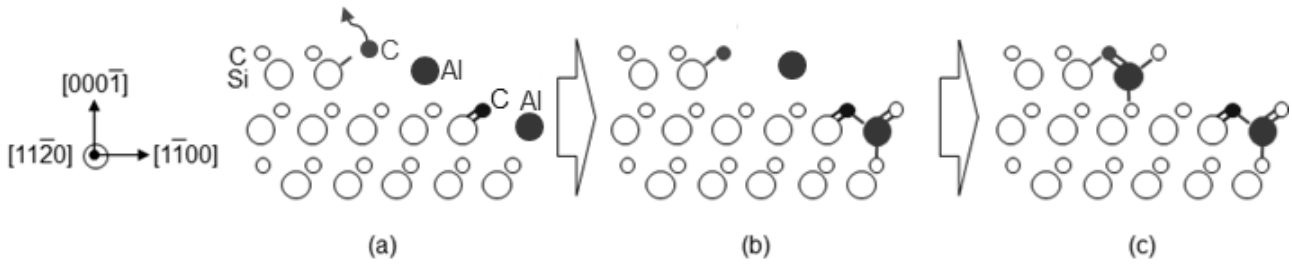 C
Si
[0001̅]
[112̅0]
[11̅00]
C
Al
C
Al
(a)
(b)
(c)